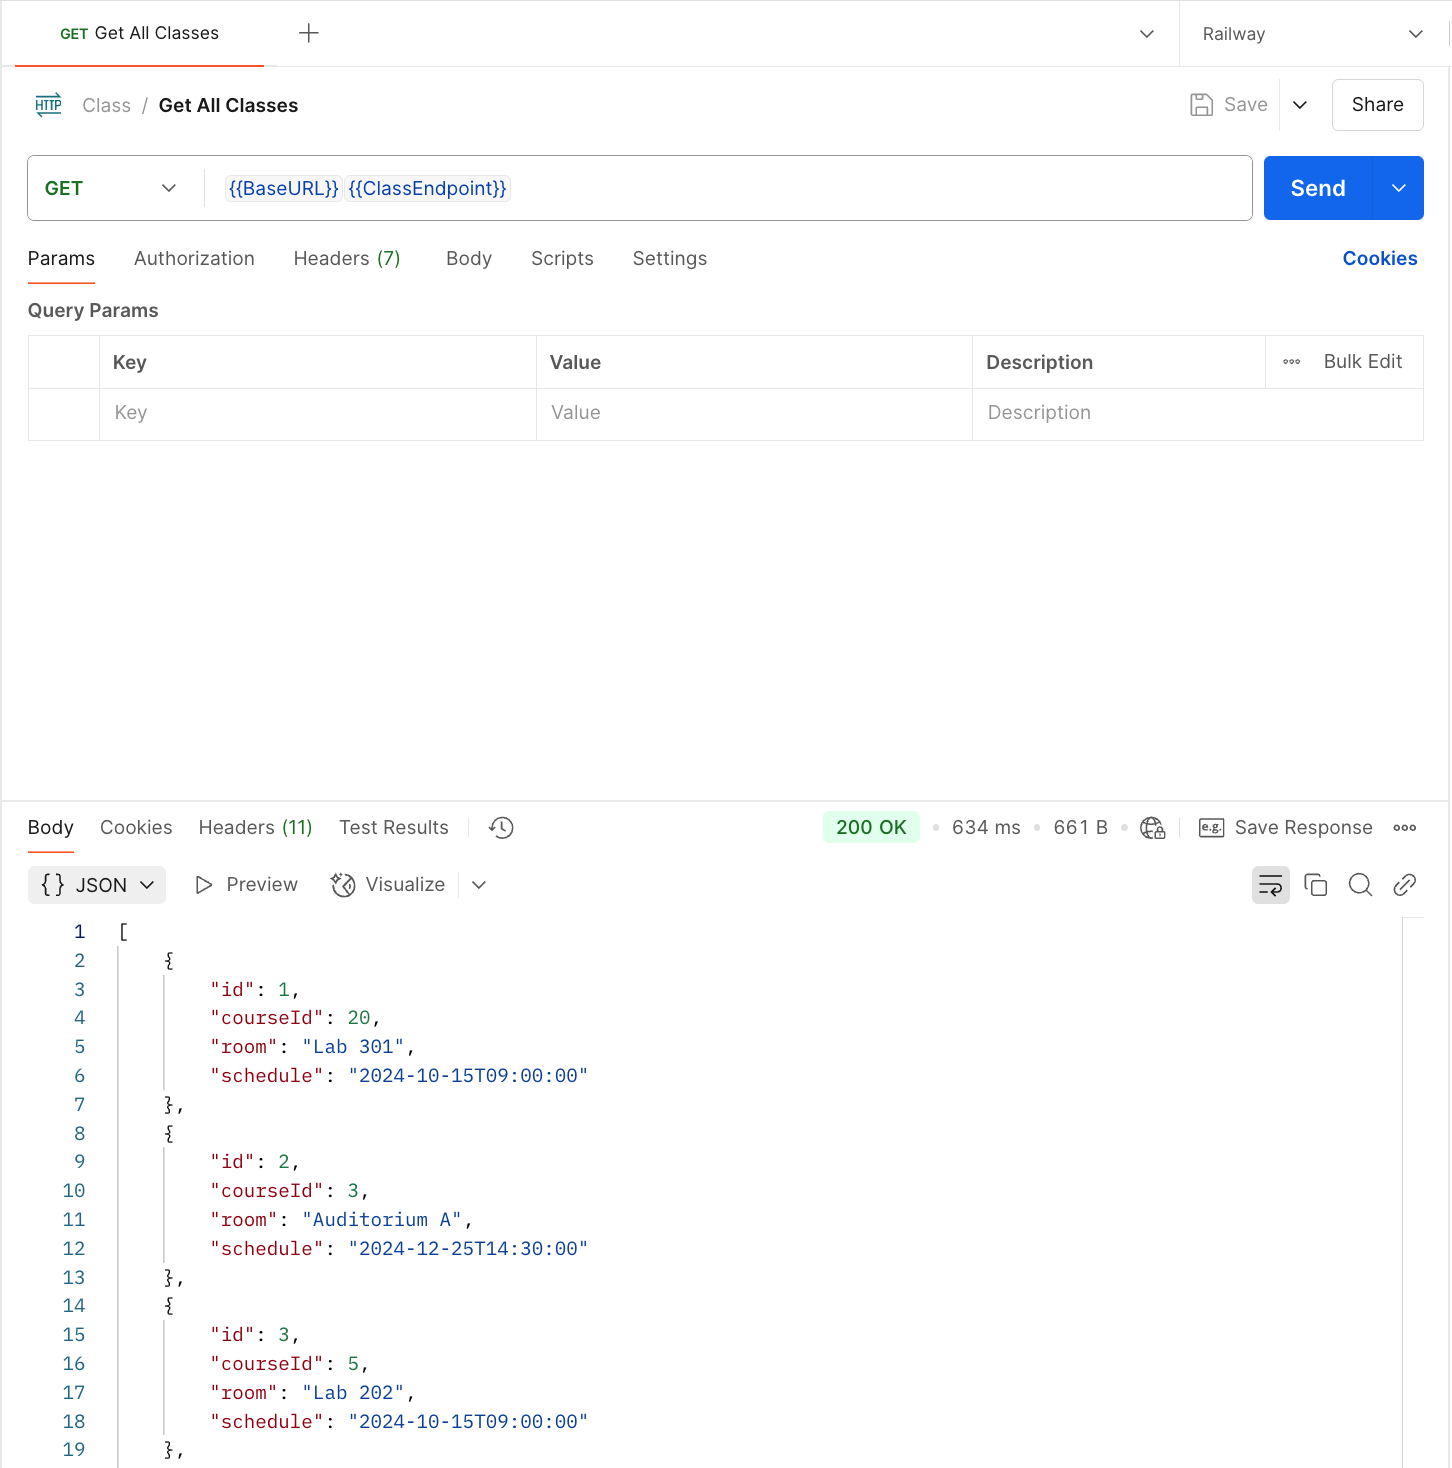 GET Get All Classes
Railway
HTTP Class / Get All Classes
Save
Share
GET {{BaseURL}} {{ClassEndpoint}}
Send
Params Authorization Headers (7) Body Scripts Settings Cookies
Query Params
Key Value Description Bulk Edit
Key Value Description
Body Cookies Headers (11) Test Results 200 OK 634 ms 661 B e.g. Save Response
{} JSON Preview Visualize
1 [
2 {
3 "id": 1,
4 "courseId": 20,
5 "room": "Lab 301",
6 "schedule": "2024-10-15T09:00:00"
7 },
8 {
9 "id": 2,
10 "courseId": 3,
11 "room": "Auditorium A",
12 "schedule": "2024-12-25T14:30:00"
13 },
14 {
15 "id": 3,
16 "courseId": 5,
17 "room": "Lab 202",
18 "schedule": "2024-10-15T09:00:00"
19 },